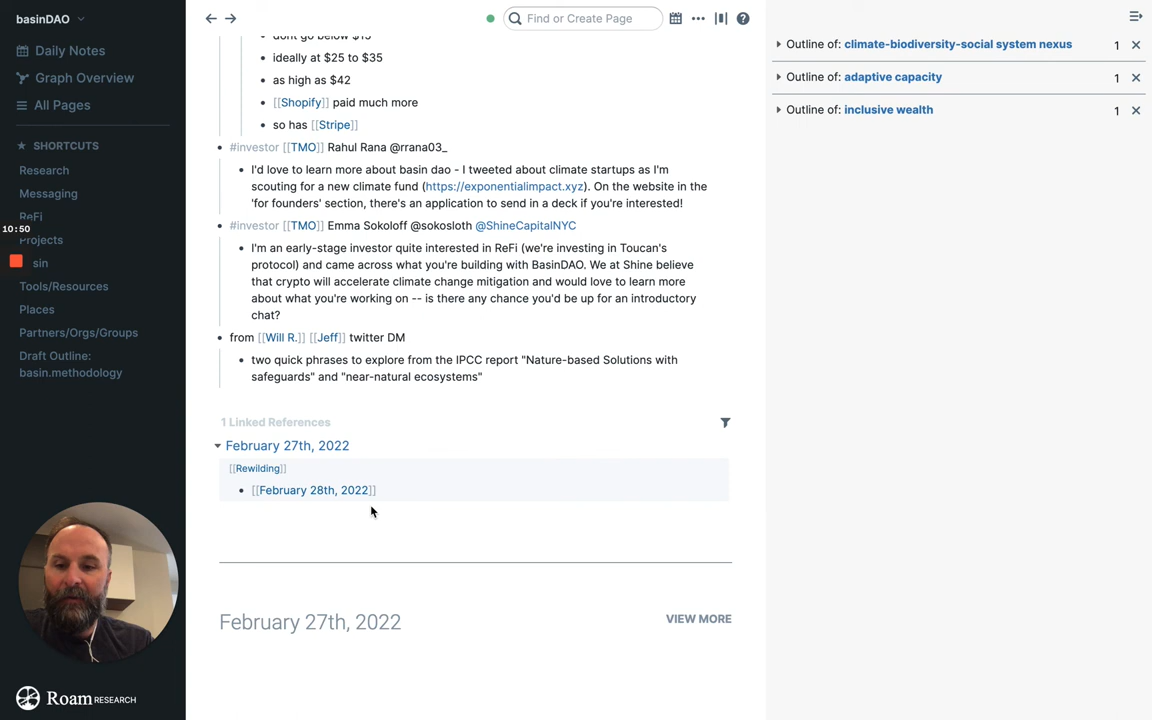 basinDAO
Find or Create Page
Daily Notes
Graph Overview
All Pages
SHORTCUTS
Research
Messaging
ReFi
10:50
Projects
sin
Tools/Resources
Places
Partners/Orgs/Groups
Draft Outline:
basin.methodology
Roam RESEARCH
dont go below $15
ideally at $25 to $35
as high as $42
[[Shopify]] paid much more
so has [[Stripe]]
#investor [[TMO]] Rahul Rana @rrana03_
I'd love to learn more about basin dao - I tweeted about climate startups as I'm
scouting for a new climate fund (https://exponentialimpact.xyz). On the website in the
'for founders' section, there's an application to send in a deck if you're interested!
#investor [[TMO]] Emma Sokoloff @sokosloth @ShineCapitalNYC
I'm an early-stage investor quite interested in ReFi (we're investing in Toucan's
protocol) and came across what you're building with BasinDAO. We at Shine believe
that crypto will accelerate climate change mitigation and would love to learn more
about what you're working on -- is there any chance you'd be up for an introductory
chat?
from [[Will R.]] [[Jeff]] twitter DM
two quick phrases to explore from the IPCC report "Nature-based Solutions with
safeguards" and "near-natural ecosystems"
1 Linked References
February 27th, 2022
[[Rewilding]]
[[February 28th, 2022]]
February 27th, 2022
VIEW MORE
Outline of: climate-biodiversity-social system nexus 1
Outline of: adaptive capacity 1
Outline of: inclusive wealth 1